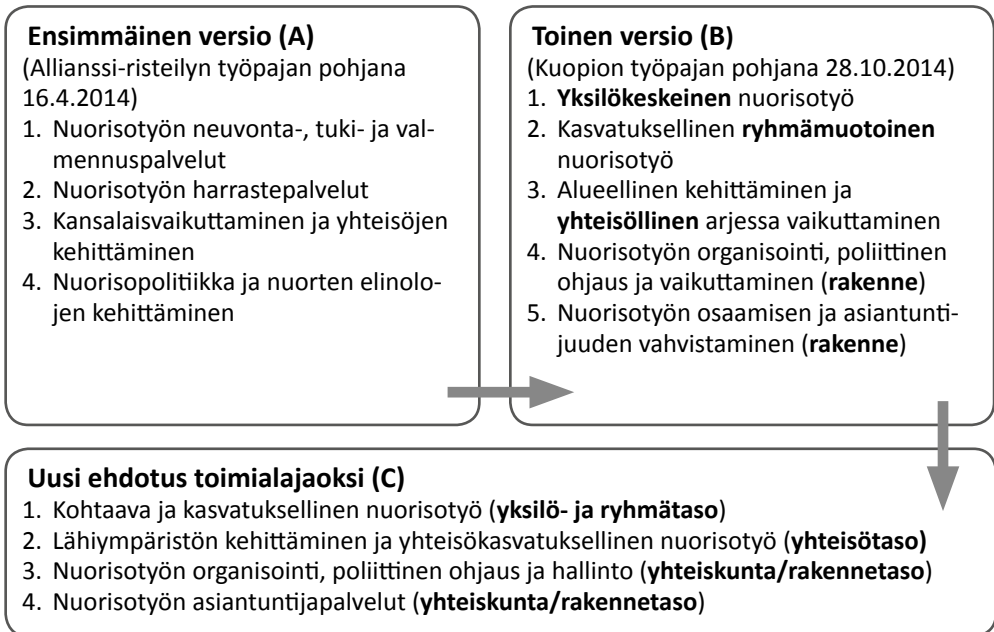 Ensimmäinen versio (A)
(Allianssi-risteilyn työpajan pohjana
16.4.2014)
1. Nuorisotyön neuvonta-, tuki- ja val-
mennuspalvelut
2. Nuorisotyön harrastepalvelut
3. Kansalaisvaikuttaminen ja yhteisöjen
kehittäminen
4. Nuorisopolitiikka ja nuorten elinolo-
jen kehittäminen
Toinen versio (B)
(Kuopion työpajan pohjana 28.10.2014)
1. Yksilökeskeinen nuorisotyö
2. Kasvatuksellinen ryhmämuotoinen
nuorisotyö
3. Alueellinen kehittäminen ja
yhteisöllinen arjessa vaikuttaminen
4. Nuorisotyön organisointi, poliittinen
ohjaus ja vaikuttaminen (rakenne)
5. Nuorisotyön osaamisen ja asiantunti-
juuden vahvistaminen (rakenne)
Uusi ehdotus toimialajaoksi (C)
1. Kohtaava ja kasvatuksellinen nuorisotyö (yksilö- ja ryhmätaso)
2. Lähiympäristön kehittäminen ja yhteisökasvatuksellinen nuorisotyö (yhteisötaso)
3. Nuorisotyön organisointi, poliittinen ohjaus ja hallinto (yhteiskunta/rakennetaso)
4. Nuorisotyön asiantuntijapalvelut (yhteiskunta/rakennetaso)